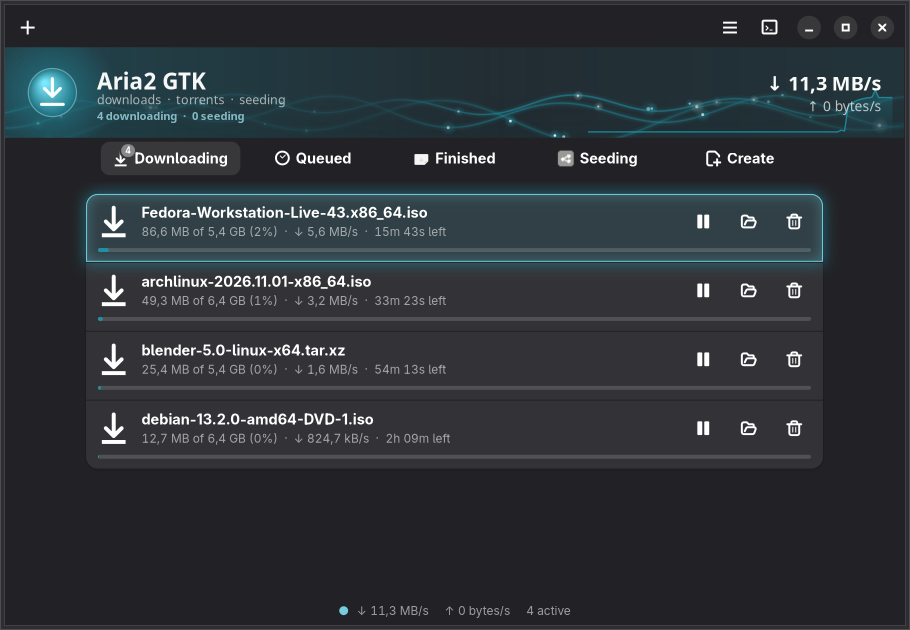 Aria2 GTK
downloads · torrents · seeding
4 downloading · 0 seeding
↓ 11,3 MB/s
↑ 0 bytes/s
4
Downloading
Queued
Finished
Seeding
Create
Fedora-Workstation-Live-43.x86_64.iso
86,6 MB of 5,4 GB (2%) · ↓ 5,6 MB/s · 15m 43s left
archlinux-2026.11.01-x86_64.iso
49,3 MB of 6,4 GB (1%) · ↓ 3,2 MB/s · 33m 23s left
blender-5.0-linux-x64.tar.xz
25,4 MB of 5,4 GB (0%) · ↓ 1,6 MB/s · 54m 13s left
debian-13.2.0-amd64-DVD-1.iso
12,7 MB of 6,4 GB (0%) · ↓ 824,7 kB/s · 2h 09m left
↓ 11,3 MB/s ↑ 0 bytes/s 4 active